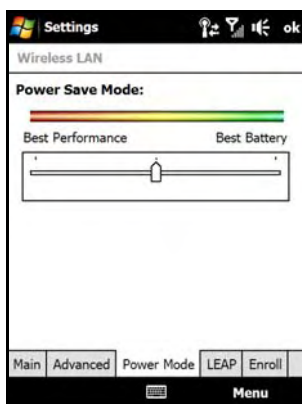 Settings
ok
Wireless LAN
Power Save Mode:
Best Performance Best Battery
Main Advanced Power Mode LEAP Enroll
Menu